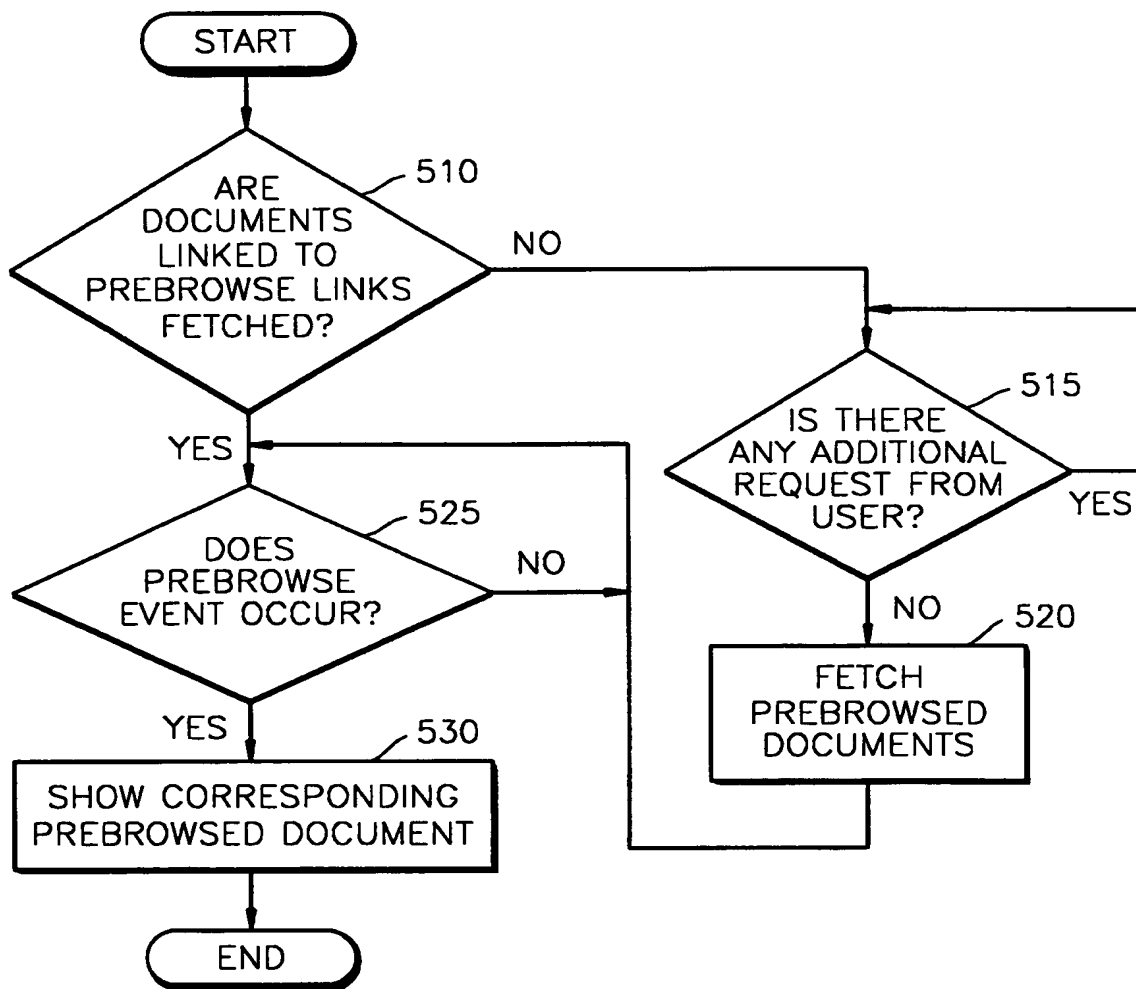 START
510
ARE
DOCUMENTS
LINKED TO
PREBROWSE LINKS
FETCHED?
NO
YES
515
IS THERE
ANY ADDITIONAL
REQUEST FROM
USER?
YES
NO
525
DOES
PREBROWSE
EVENT OCCUR?
NO
YES
520
FETCH
PREBROWSED
DOCUMENTS
530
SHOW CORRESPONDING
PREBROWSED DOCUMENT
END